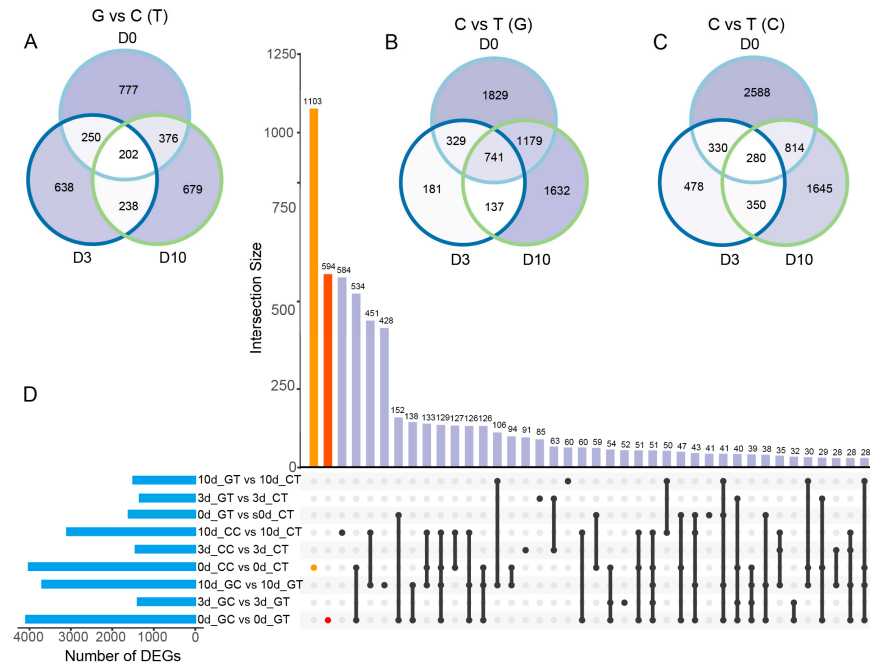 A
G vs C (T)
D0
777
250
376
202
638
679
238
D3
D10
B
C vs T (G)
D0
1829
329
1179
741
181
1632
137
D3
D10
C
C vs T (C)
D0
2588
330
814
280
478
1645
350
D3
D10
Intersection Size
1250
1000
750
500
250
0
1103
594
584
534
451
428
152
138
133
129
127
126
126
106
94
91
85
63
60
60
59
54
52
51
51
50
47
43
41
41
40
39
38
35
32
30
29
28
28
28
D
10d_GT vs 10d_CT
3d_GT vs 3d_CT
0d_GT vs s0d_CT
10d_CC vs 10d_CT
3d_CC vs 3d_CT
0d_CC vs 0d_CT
10d_GC vs 10d_GT
3d_GC vs 3d_GT
0d_GC vs 0d_GT
4000 3000 2000 1000 0
Number of DEGs